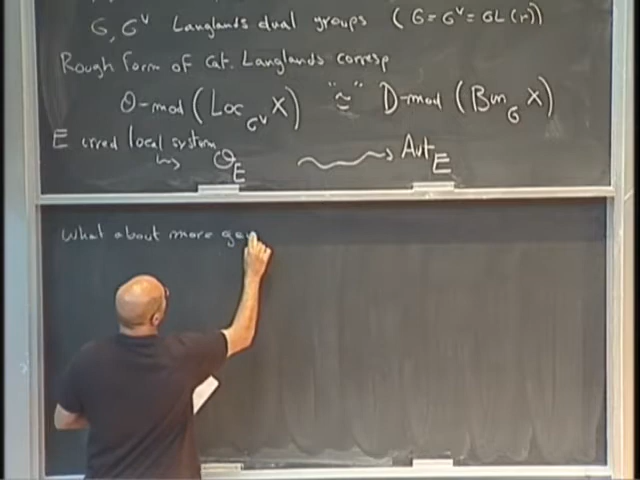 G, G^v Langlands dual groups (G = G^v = GL(r))
Rough form of Cat. Langlands corresp
O-mod (Loc_{G^v} X) "≃" D-mod (Bun_G X)
E irred local system
↝ O_E ⟿ Aut_E
What about more gen